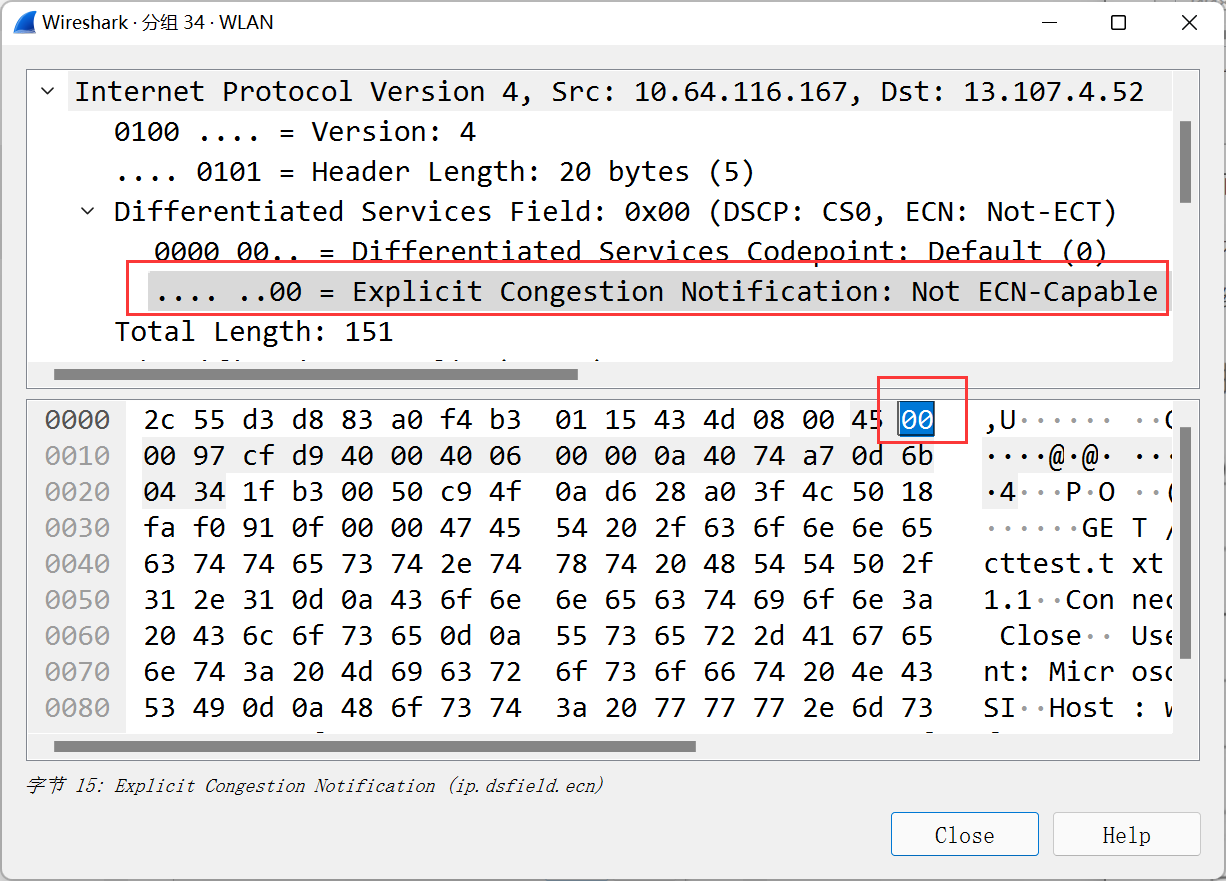 Wireshark · 分组 34 · WLAN
Internet Protocol Version 4, Src: 10.64.116.167, Dst: 13.107.4.52
0100 .... = Version: 4
.... 0101 = Header Length: 20 bytes (5)
Differentiated Services Field: 0x00 (DSCP: CS0, ECN: Not-ECT)
0000 00.. = Differentiated Services Codepoint: Default (0)
.... ..00 = Explicit Congestion Notification: Not ECN-Capable
Total Length: 151
0000 2c 55 d3 d8 83 a0 f4 b3 01 15 43 4d 08 00 45 00 ,U······ ··C
0010 00 97 cf d9 40 00 40 06 00 00 0a 40 74 a7 0d 6b ····@·@· ···
0020 04 34 1f b3 00 50 c9 4f 0a d6 28 a0 3f 4c 50 18 ·4···P·O ··(
0030 fa f0 91 0f 00 00 47 45 54 20 2f 63 6f 6e 6e 65 ······GE T /
0040 63 74 74 65 73 74 2e 74 78 74 20 48 54 54 50 2f cttest.t xt
0050 31 2e 31 0d 0a 43 6f 6e 6e 65 63 74 69 6f 6e 3a 1.1··Con nec
0060 20 43 6c 6f 73 65 0d 0a 55 73 65 72 2d 41 67 65 Close·· Use
0070 6e 74 3a 20 4d 69 63 72 6f 73 6f 66 74 20 4e 43 nt: Micr osc
0080 53 49 0d 0a 48 6f 73 74 3a 20 77 77 77 2e 6d 73 SI··Host : w
字节 15: Explicit Congestion Notification (ip.dsfield.ecn)
Close Help